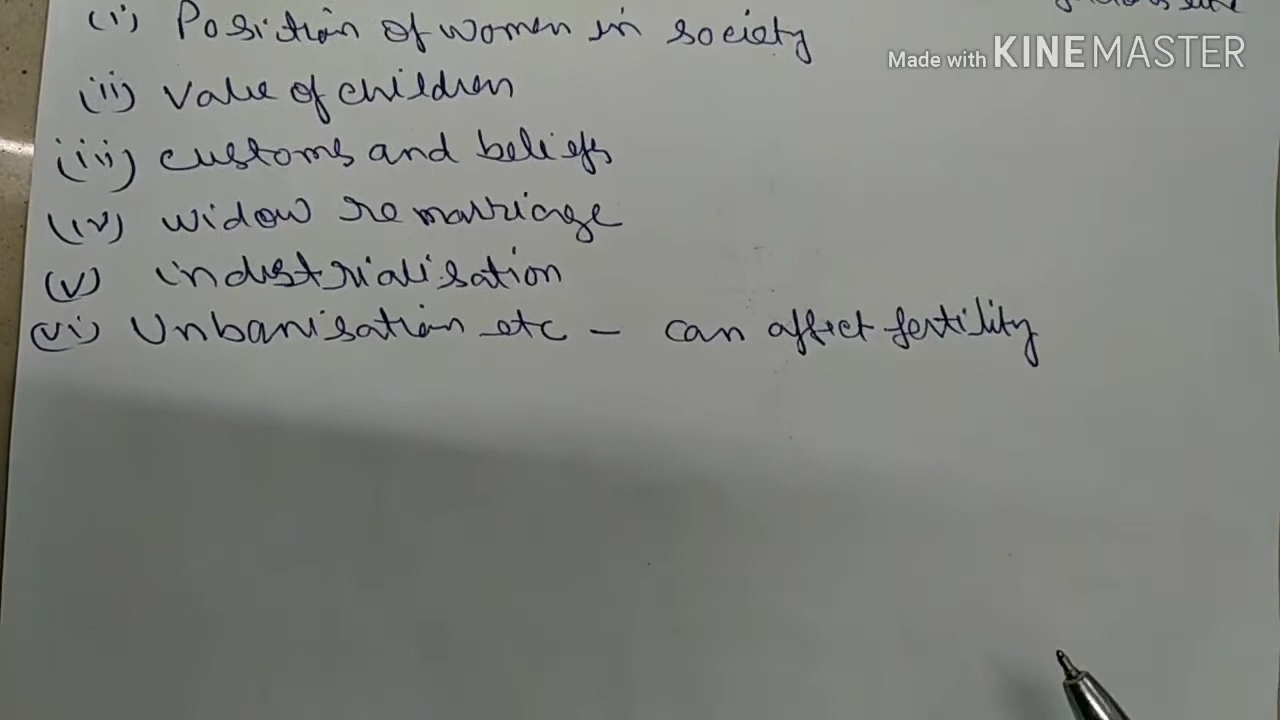 (i) Position of women in society
Made with KINEMASTER
(ii) Value of children
(iii) customs and beliefs
(iv) widow remarriage
(v) industrialisation
(vi) Urbanisation etc – can affect fertility